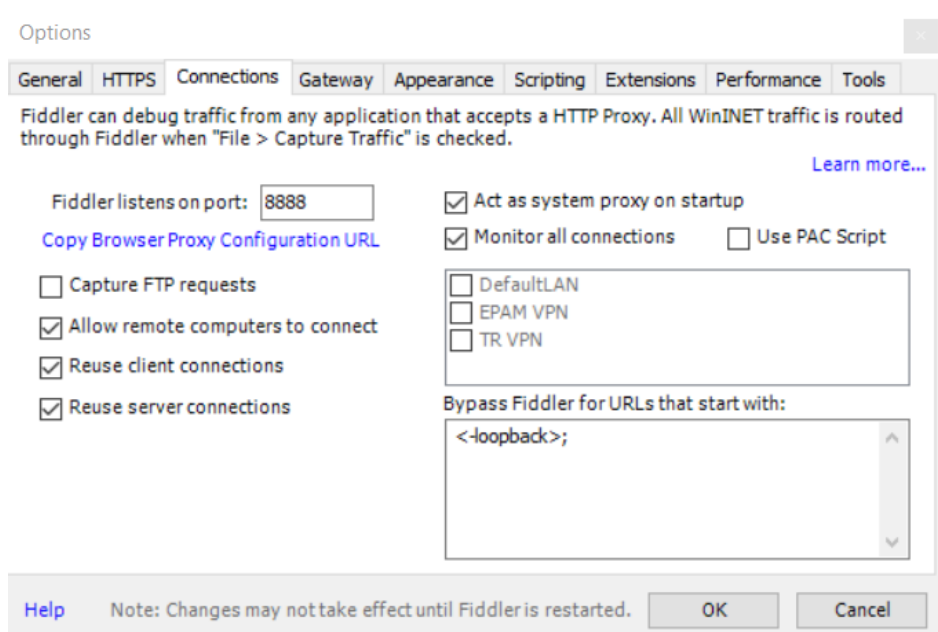 Options
General HTTPS Connections Gateway Appearance Scripting Extensions Performance Tools
Fiddler can debug traffic from any application that accepts a HTTP Proxy. All WinINET traffic is routed
through Fiddler when "File > Capture Traffic" is checked.
Learn more...
Fiddler listens on port: 8888
Copy Browser Proxy Configuration URL
Capture FTP requests
Allow remote computers to connect
Reuse client connections
Reuse server connections
Act as system proxy on startup
Monitor all connections Use PAC Script
DefaultLAN
EPAM VPN
TR VPN
Bypass Fiddler for URLs that start with:
<-loopback>;
Help Note: Changes may not take effect until Fiddler is restarted. OK Cancel